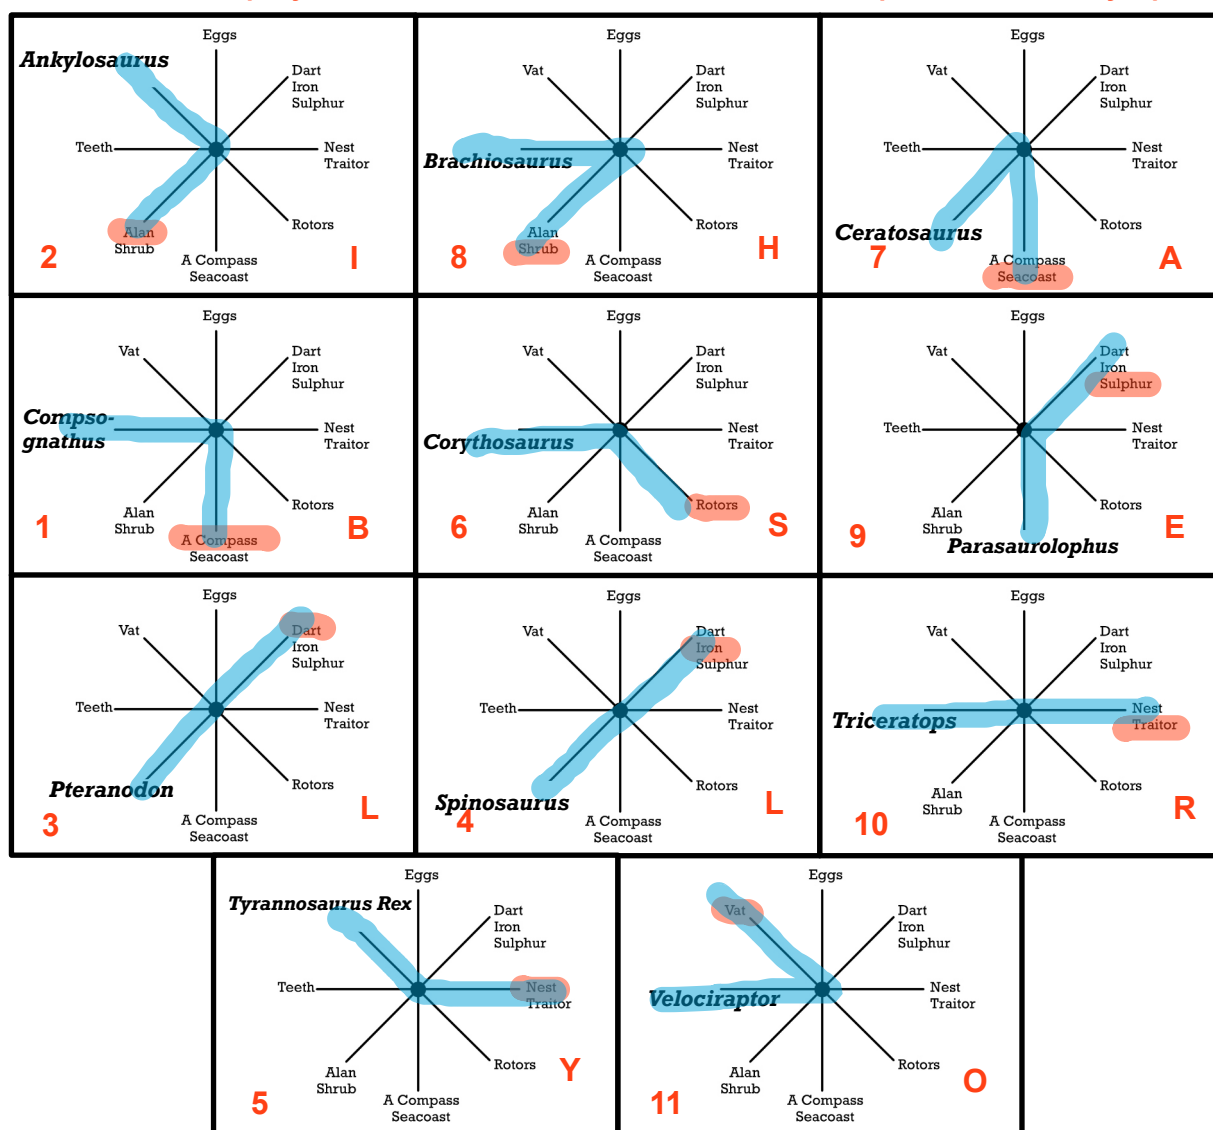 Eggs
Ankylosaurus
Dart
Iron
Sulphur
Teeth
Nest
Traitor
Rotors
Alan
Shrub
A Compass
Seacoast
2
I
Eggs
Vat
Dart
Iron
Sulphur
Brachiosaurus
Nest
Traitor
Rotors
Alan
Shrub
A Compass
Seacoast
8
H
Eggs
Vat
Dart
Iron
Sulphur
Teeth
Nest
Traitor
Ceratosaurus
Rotors
A Compass
Seacoast
7
A
Eggs
Vat
Dart
Iron
Sulphur
Compso-
gnathus
Nest
Traitor
Alan
Shrub
Rotors
A Compass
Seacoast
1
B
Eggs
Vat
Dart
Iron
Sulphur
Corythosaurus
Nest
Traitor
Alan
Shrub
Rotors
A Compass
Seacoast
6
S
Eggs
Vat
Dart
Iron
Sulphur
Teeth
Nest
Traitor
Alan
Shrub
Rotors
Parasaurolophus
9
E
Eggs
Vat
Dart
Iron
Sulphur
Teeth
Nest
Traitor
Pteranodon
Rotors
A Compass
Seacoast
3
L
Eggs
Vat
Dart
Iron
Sulphur
Teeth
Nest
Traitor
Spinosaurus
Rotors
A Compass
Seacoast
4
L
Eggs
Vat
Dart
Iron
Sulphur
Triceratops
Nest
Traitor
Alan
Shrub
Rotors
A Compass
Seacoast
10
R
Eggs
Tyrannosaurus Rex
Dart
Iron
Sulphur
Teeth
Nest
Traitor
Alan
Shrub
Rotors
A Compass
Seacoast
5
Y
Eggs
Vat
Dart
Iron
Sulphur
Velociraptor
Nest
Traitor
Alan
Shrub
Rotors
A Compass
Seacoast
11
O